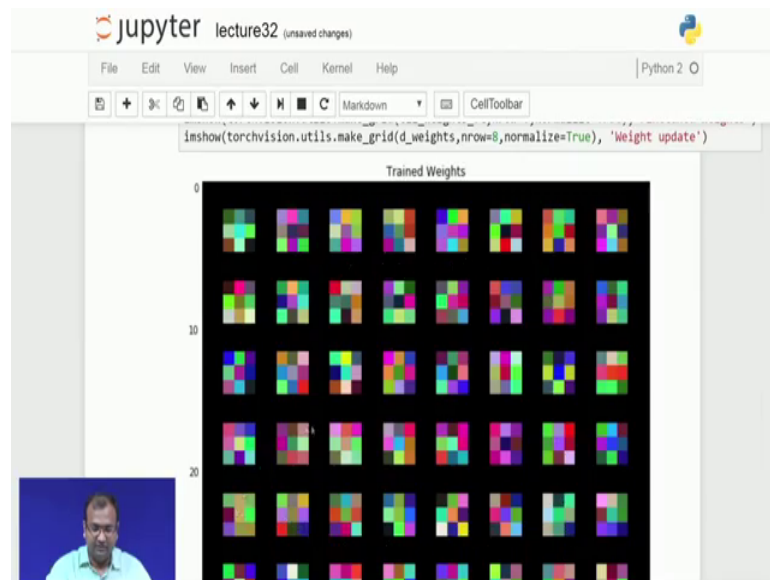 jupyter lecture32 (unsaved changes)
File Edit View Insert Cell Kernel Help Python 2
Markdown CellToolbar
imshow(torchvision.utils.make_grid(d_weights,nrow=8,normalize=True), 'Weight update')
Trained Weights
0
10
20